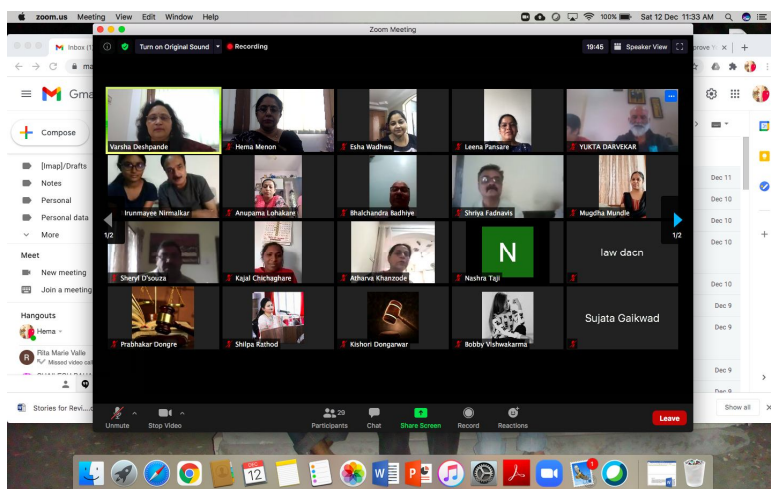 zoom.us Meeting View Edit Window Help 100% Sat 12 Dec 11:33 AM
Zoom Meeting
Inbox (1
Turn on Original Sound Recording 19:45 Speaker View
Compose
[Imap]/Drafts
Notes
Personal
Personal data
More
Meet
New meeting
Join a meeting
Hangouts
Hema
Rita Marie Valle
Missed video call
Varsha Deshpande Hema Menon Esha Wadhwa Leena Pansare YUKTA DARVEKAR
Irunmayee Nirmalkar Anupama Lohakare Bhalchandra Badhiye Shriya Fadnavis Mugdha Mundle
1/2 1/2
N law dacn
Sheryl D'souza Kajal Chichaghare Atharva Khanzode Nashra Taji
Sujata Gaikwad
Prabhakar Dongre Shilpa Rathod Kishori Dongarwar Bobby Vishwakarma
Dec 11
Dec 10
Dec 10
Dec 10
Dec 10
Dec 9
Dec 9
Dec 9
Dec 9
29
Unmute Stop Video Participants Chat Share Screen Record Reactions Leave
Stories for Revi....c Show all
DEC
12
W P
1